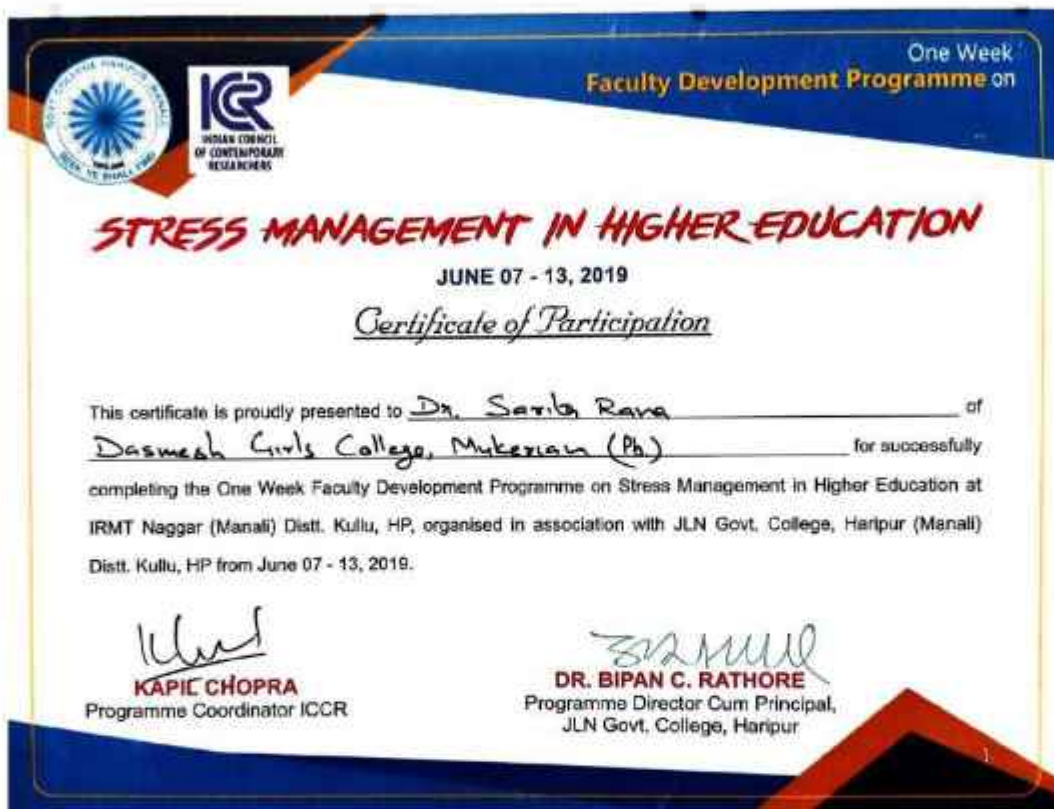 One Week
Faculty Development Programme on
ICCR
INDIAN COUNCIL
OF CONTEMPORARY
RESEARCHERS
STRESS MANAGEMENT IN HIGHER EDUCATION
JUNE 07 - 13, 2019
Certificate of Participation
This certificate is proudly presented to Dr. Sarita Rana of
Dasmesh Girls College, Mukerian (Pb.) for successfully
completing the One Week Faculty Development Programme on Stress Management in Higher Education at
IRMT Naggar (Manali) Distt. Kullu, HP, organised in association with JLN Govt. College, Haripur (Manali)
Distt. Kullu, HP from June 07 - 13, 2019.
KAPIL CHOPRA
Programme Coordinator ICCR
DR. BIPAN C. RATHORE
Programme Director Cum Principal,
JLN Govt. College, Haripur